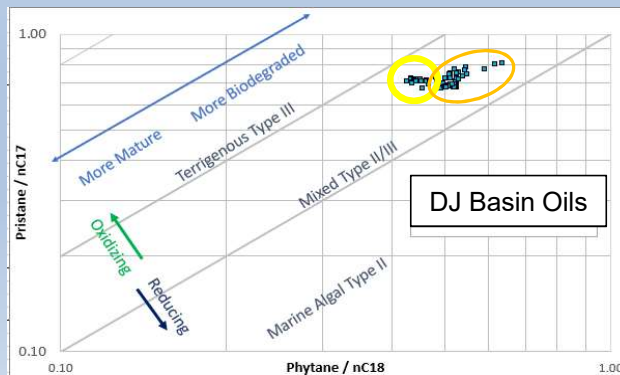 1.00
More Biodegraded
More Mature
Terrigenous Type III
Mixed Type II/III
DJ Basin Oils
Pristane / nC17
Oxidizing
Reducing
Marine Algal Type II
0.10
0.10
Phytane / nC18
1.00